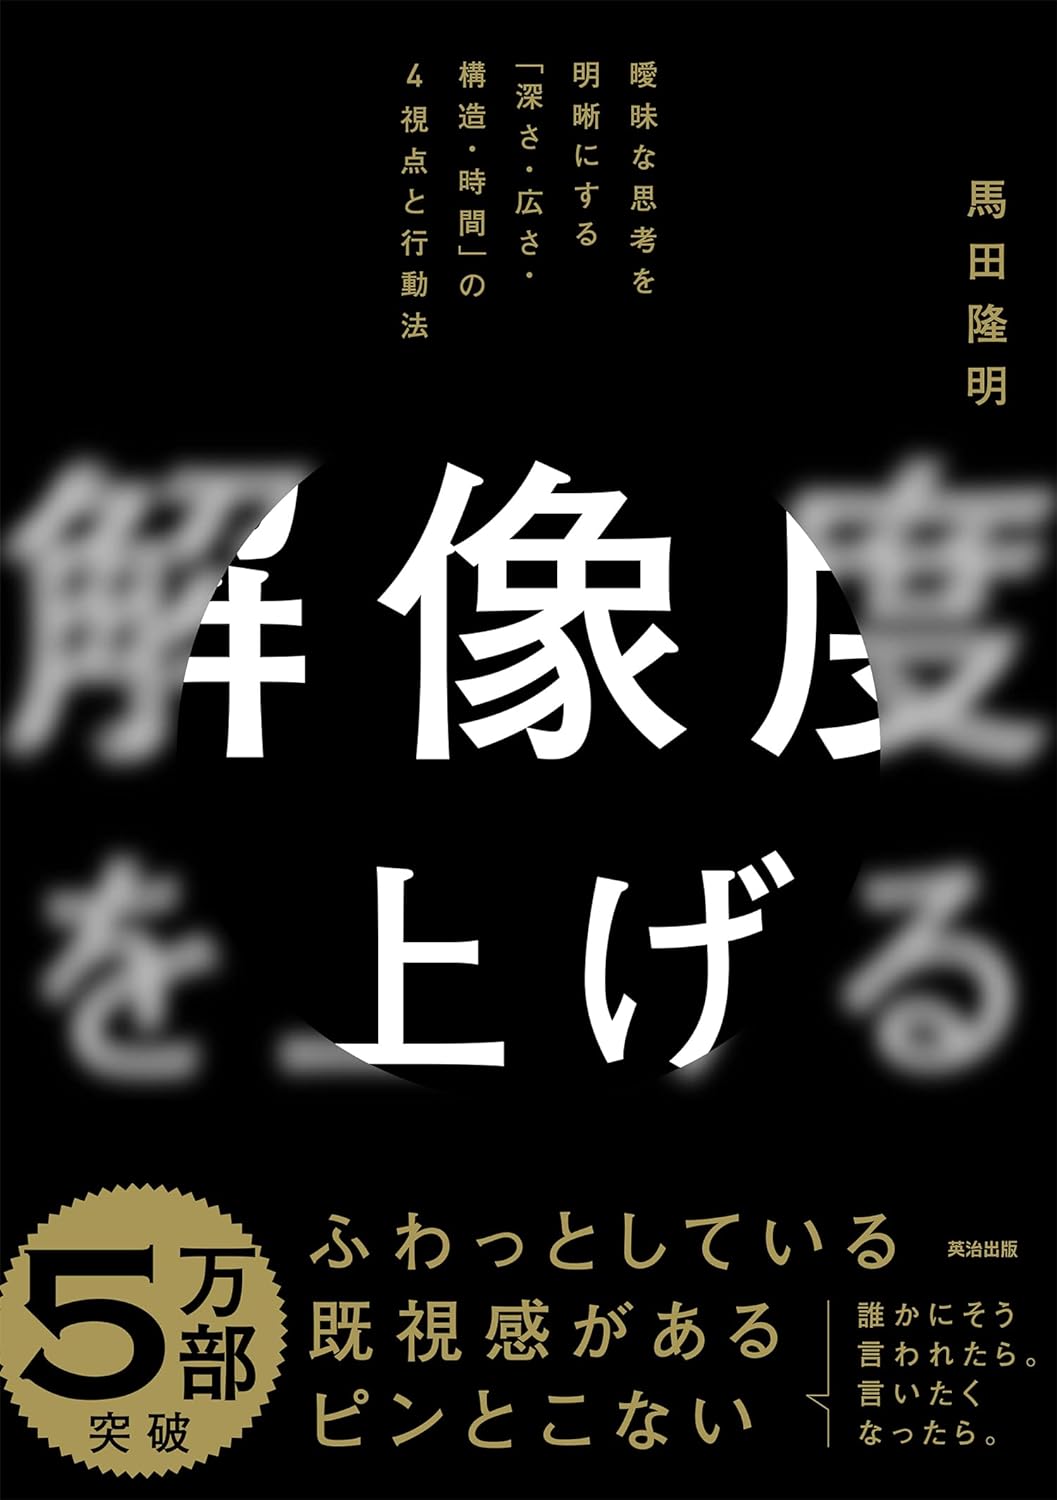 馬田隆明
曖昧な思考を
明晰にする
「深さ・広さ・
構造・時間」の
4視点と行動法
解像度
を上げる
5万部
突破
ふわっとしている
既視感がある
ピンとこない
英治出版
誰かにそう
言われたら。
言いたく
なったら。